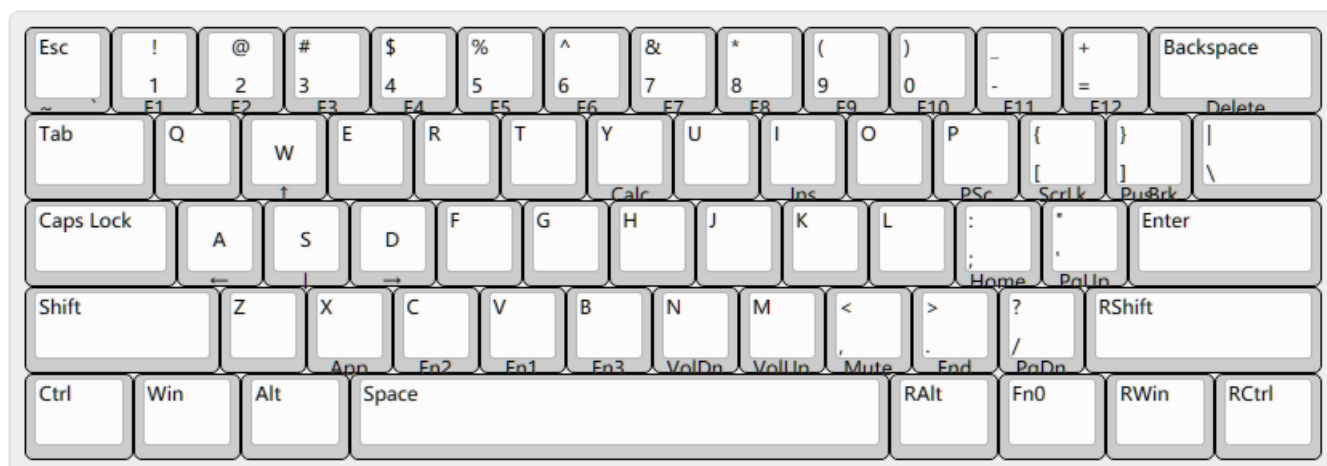 Esc ! @ # $ % ^ & * ( ) _ + Backspace
1 2 3 4 5 6 7 8 9 0 - =
~ ` F1 F2 F3 F4 F5 F6 F7 F8 F9 F10 F11 F12 Delete
Tab Q W E R T Y U I O P { } |
[ ] \
↑ Calc Ins PSc ScrLk Pus Brk
Caps Lock A S D F G H J K L : " Enter
; '
← → Home PgUp
Shift Z X C V B N M < > ? RShift
, . /
App Fn2 Fn1 Fn3 VolDn VolUp Mute End PgDn
Ctrl Win Alt Space RAlt Fn0 RWin RCtrl